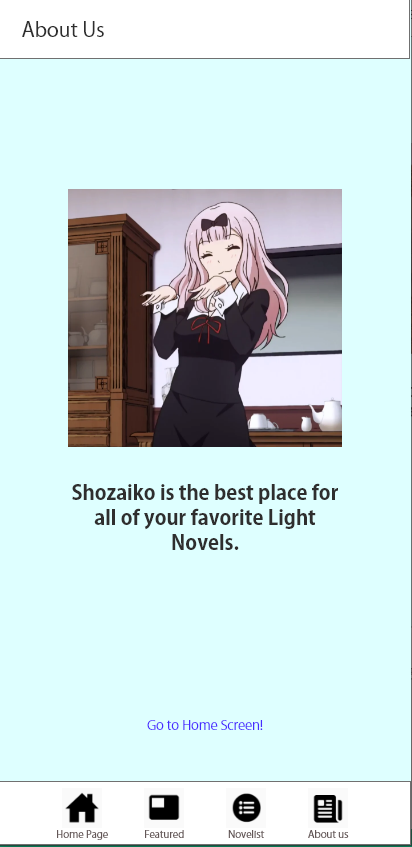 About Us
Shozaiko is the best place for
all of your favorite Light
Novels.
Go to Home Screen!
Home Page
Featured
Novelist
About us